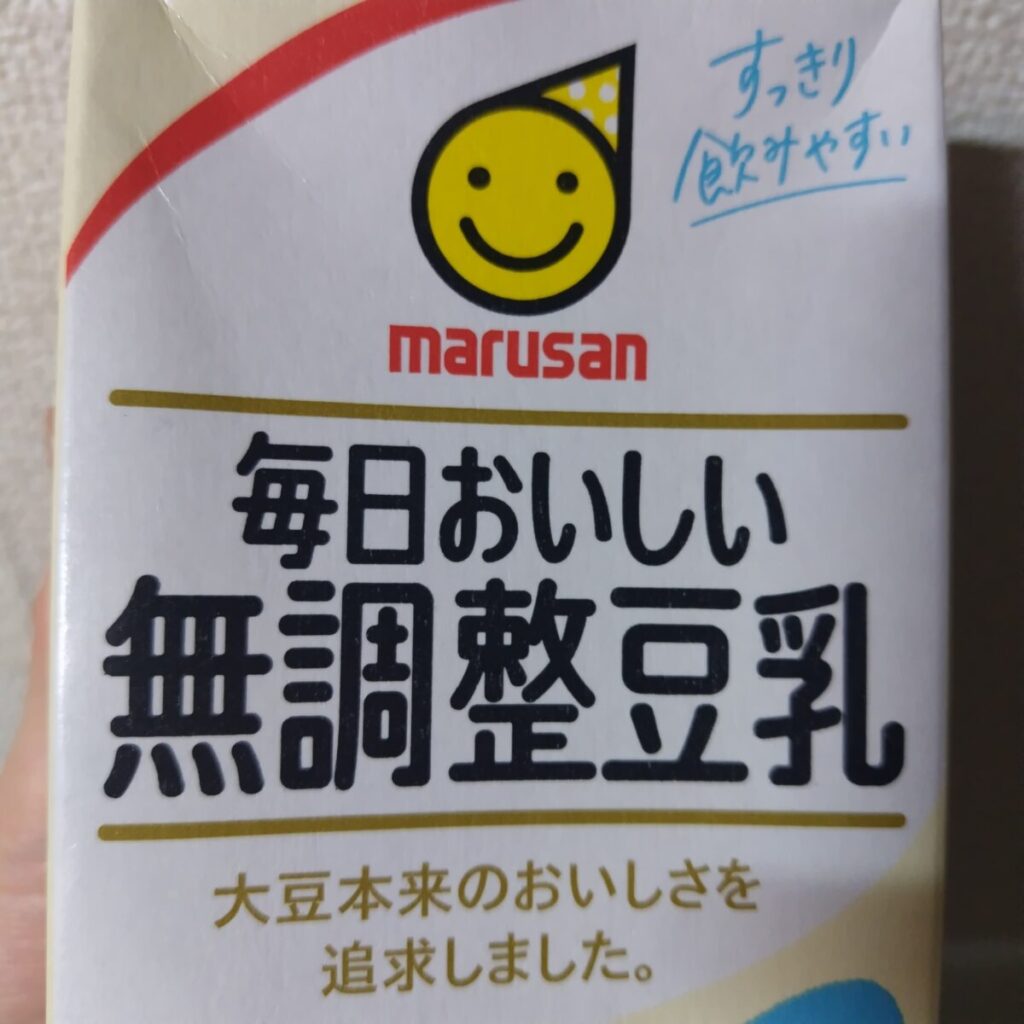 すっきり
飲みやすい
marusan
毎日おいしい
無調整豆乳
大豆本来のおいしさを
追求しました。